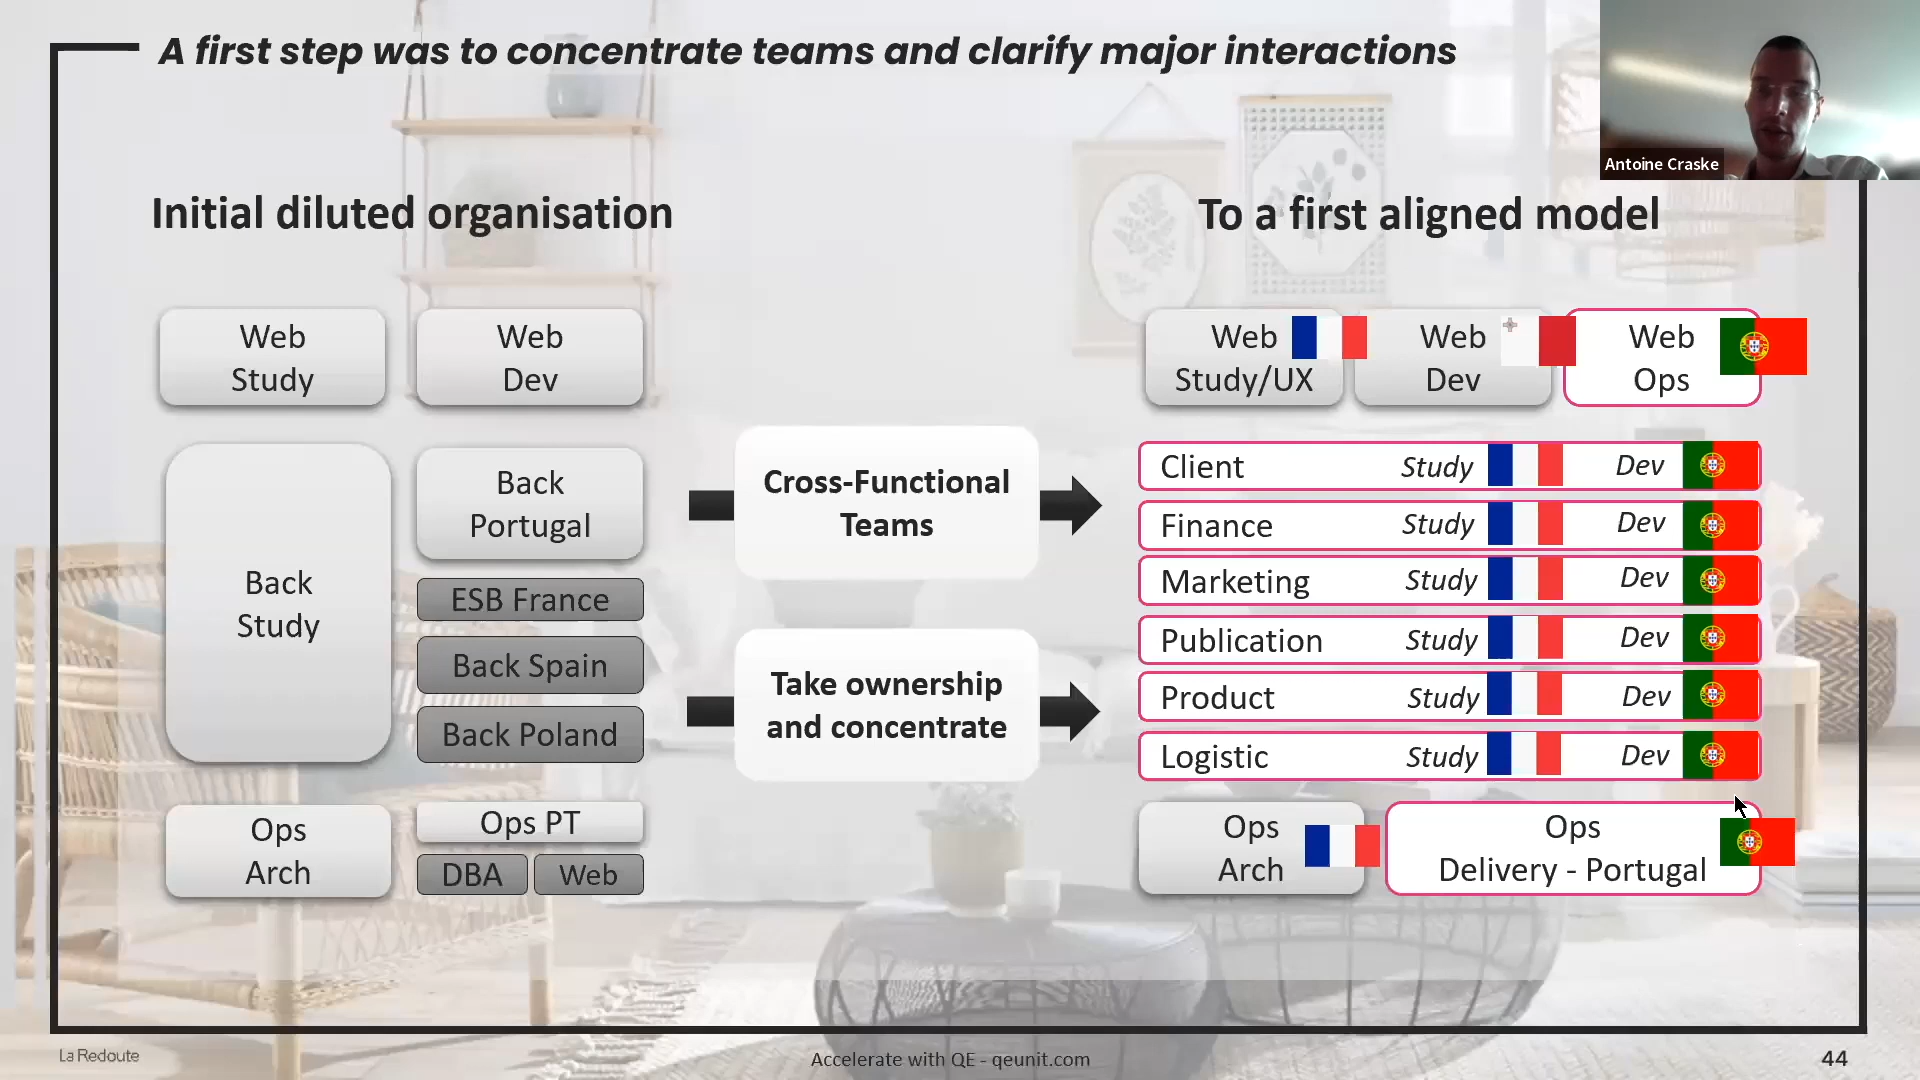 A first step was to concentrate teams and clarify major interactions
Antoine Craske
Initial diluted organisation
To a first aligned model
Web
Study
Web
Dev
Back
Study
Back
Portugal
ESB France
Back Spain
Back Poland
Ops
Arch
Ops PT
DBA
Web
Cross-Functional
Teams
Take ownership
and concentrate
Web
Study/UX
Web
Dev
Web
Ops
Client Study Dev
Finance Study Dev
Marketing Study Dev
Publication Study Dev
Product Study Dev
Logistic Study Dev
Ops
Arch
Ops
Delivery - Portugal
La Redoute
Accelerate with QE - qeunit.com
44